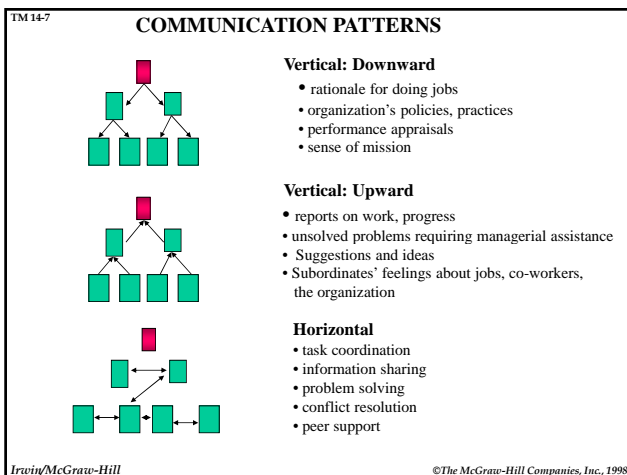 TM 14-7
COMMUNICATION PATTERNS
Vertical: Downward
• rationale for doing jobs
• organization's policies, practices
• performance appraisals
• sense of mission
Vertical: Upward
• reports on work, progress
• unsolved problems requiring managerial assistance
• Suggestions and ideas
• Subordinates' feelings about jobs, co-workers,
the organization
Horizontal
• task coordination
• information sharing
• problem solving
• conflict resolution
• peer support
Irwin/McGraw-Hill
©The McGraw-Hill Companies, Inc., 1998